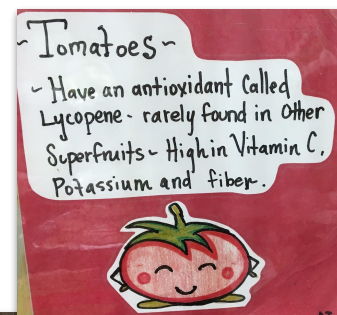 ~Tomatoes~
- Have an antioxidant Called
Lycopene - rarely found in Other
Superfruits - High in Vitamin C,
Potassium and fiber.